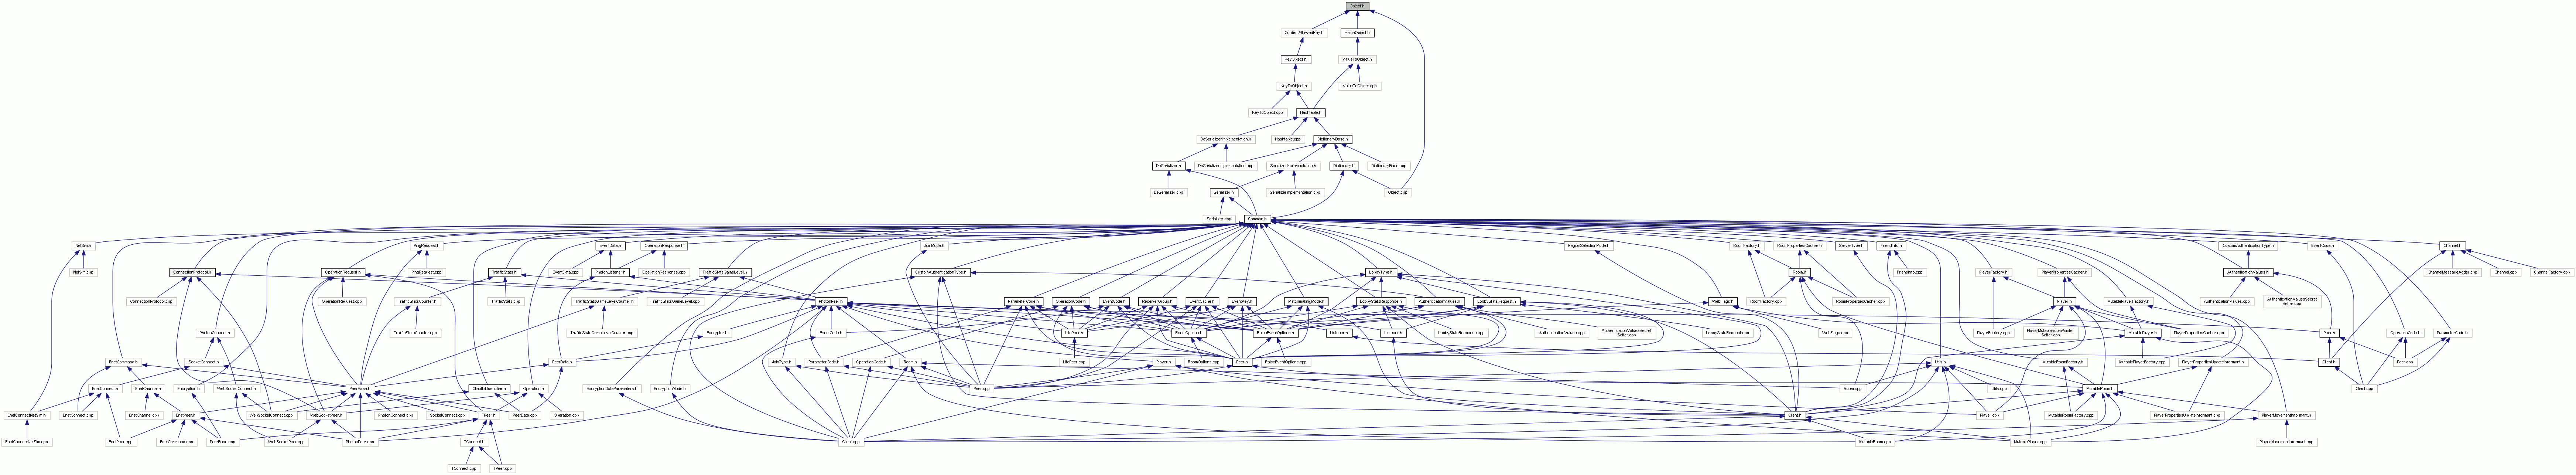 Object.h
ConfirmAllowedKey.h
ValueObject.h
KeyObject.h
ValueToObject.h
KeyToObject.h
ValueToObject.cpp
KeyToObject.cpp
Hashtable.h
DeSerializerImplementation.h
Hashtable.cpp
DictionaryBase.h
DeSerializer.h
DeSerializerImplementation.cpp
SerializerImplementation.h
Dictionary.h
DictionaryBase.cpp
DeSerializer.cpp
Serializer.h
SerializerImplementation.cpp
Object.cpp
Serializer.cpp
Common.h
NetSim.h
PingRequest.h
EventData.h
OperationResponse.h
JoinMode.h
RegionSelectionMode.h
RoomFactory.h
RoomPropertiesCacher.h
ServerType.h
FriendInfo.h
CustomAuthenticationType.h
EventCode.h
Channel.h
NetSim.cpp
ConnectionProtocol.h
OperationRequest.h
PingRequest.cpp
TrafficStats.h
EventData.cpp
PhotonListener.h
OperationResponse.cpp
TrafficStatsGameLevel.h
CustomAuthenticationType.h
LobbyType.h
Room.h
FriendInfo.cpp
PlayerFactory.h
PlayerPropertiesCacher.h
AuthenticationValues.h
ChannelMessageAdder.cpp
Channel.cpp
ChannelFactory.cpp
ConnectionProtocol.cpp
OperationRequest.cpp
TrafficStatsCounter.h
TrafficStats.cpp
TrafficStatsGameLevelCounter.h
TrafficStatsGameLevel.cpp
PhotonPeer.h
ParameterCode.h
OperationCode.h
EventCode.h
ReceiverGroup.h
EventCache.h
EventKey.h
MatchmakingMode.h
LobbyStatsResponse.h
AuthenticationValues.h
LobbyStatsRequest.h
WebFlags.h
RoomFactory.cpp
RoomPropertiesCacher.cpp
Player.h
MutablePlayerFactory.h
AuthenticationValues.cpp
AuthenticationValuesSecret
Setter.cpp
PhotonConnect.h
TrafficStatsCounter.cpp
TrafficStatsGameLevelCounter.cpp
Encryptor.h
EventCode.h
LitePeer.h
RoomOptions.h
RaiseEventOptions.h
Listener.h
Listener.h
LobbyStatsResponse.cpp
AuthenticationValues.cpp
AuthenticationValuesSecret
Setter.cpp
LobbyStatsRequest.cpp
WebFlags.cpp
PlayerFactory.cpp
PlayerMutableRoomPointer
Setter.cpp
MutablePlayer.h
PlayerPropertiesCacher.cpp
Peer.h
OperationCode.h
ParameterCode.h
EnetCommand.h
SocketConnect.h
PeerData.h
JoinType.h
ParameterCode.h
OperationCode.h
Room.h
LitePeer.cpp
Player.h
RoomOptions.cpp
Peer.h
RaiseEventOptions.cpp
Utils.h
MutableRoomFactory.h
MutablePlayerFactory.cpp
PlayerPropertiesUpdateInformant.h
Client.h
Peer.cpp
EnetConnect.h
EnetChannel.h
Encryption.h
WebSocketConnect.h
PeerBase.h
ClientLibIdentifier.h
Operation.h
EncryptionDataParameters.h
EncryptionMode.h
Peer.cpp
Room.cpp
Utils.cpp
MutableRoom.h
Client.cpp
EnetConnectNetSim.h
EnetConnect.cpp
EnetChannel.cpp
EnetPeer.h
WebSocketConnect.cpp
WebSocketPeer.h
PhotonConnect.cpp
SocketConnect.cpp
TPeer.h
PeerData.cpp
Operation.cpp
Client.h
Player.cpp
MutableRoomFactory.cpp
PlayerPropertiesUpdateInformant.cpp
PlayerMovementInformant.h
EnetConnectNetSim.cpp
EnetPeer.cpp
EnetCommand.cpp
PeerBase.cpp
WebSocketPeer.cpp
PhotonPeer.cpp
TConnect.h
Client.cpp
MutableRoom.cpp
MutablePlayer.cpp
PlayerMovementInformant.cpp
TConnect.cpp
TPeer.cpp